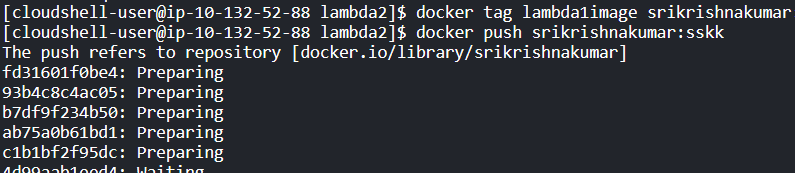 [cloudshell-user@ip-10-132-52-88 lambda2]$ docker tag lambda1image srikrishnakumar
[cloudshell-user@ip-10-132-52-88 lambda2]$ docker push srikrishnakumar:sskk
The push refers to repository [docker.io/library/srikrishnakumar]
fd31601f0be4: Preparing
93b4c8c4ac05: Preparing
b7df9f234b50: Preparing
ab75a0b61bd1: Preparing
c1b1bf2f95dc: Preparing
4d99aab1eed4: Waiting